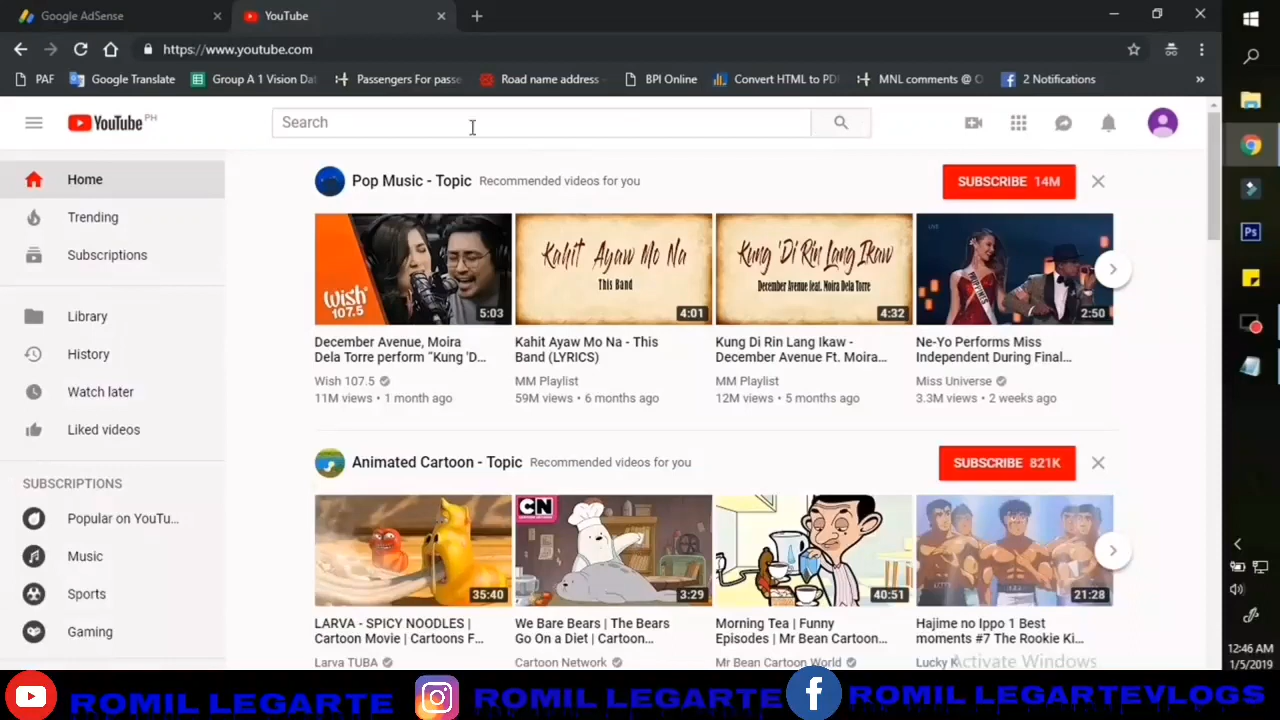 Google AdSense
YouTube
https://www.youtube.com
PAF
Google Translate
Group A 1 Vision Da
Passengers For passe
Road name address
BPI Online
Convert HTML to PD
MNL comments @
2 Notifications
»
YouTube PH
Search
Home
Trending
Subscriptions
Library
History
Watch later
Liked videos
SUBSCRIPTIONS
Popular on YouTu...
Music
Sports
Gaming
Pop Music - Topic Recommended videos for you
SUBSCRIBE 14M
WISH 107.5
5:03
Kahit Ayaw Mo Na
This Band
4:01
Kung 'Di Rin Lang Ikaw
December Avenue feat. Moira Dela Torre
4:32
LIVE
PHILIPPINES
2:50
December Avenue, Moira
Dela Torre perform "Kung 'D...
Wish 107.5
11M views • 1 month ago
Kahit Ayaw Mo Na - This
Band (LYRICS)
MM Playlist
59M views • 6 months ago
Kung Di Rin Lang Ikaw -
December Avenue Ft. Moira...
MM Playlist
12M views • 5 months ago
Ne-Yo Performs Miss
Independent During Final...
Miss Universe
3.3M views • 2 weeks ago
Animated Cartoon - Topic Recommended videos for you
SUBSCRIBE 821K
35:40
CN
CARTOON NETWORK
3:29
40:51
21:28
LARVA - SPICY NOODLES |
Cartoon Movie | Cartoons F...
Larva TUBA
We Bare Bears | The Bears
Go On a Diet | Cartoon...
Cartoon Network
Morning Tea | Funny
Episodes | Mr Bean Cartoon...
Mr Bean Cartoon World
Hajime no Ippo 1 Best
moments #7 The Rookie Ki...
Lucky
Activate Windows
Ps
12:46 AM
1/5/2019
ROMIL LEGARTE
ROMIL LEGARTE
ROMIL LEGARTEVLOGS